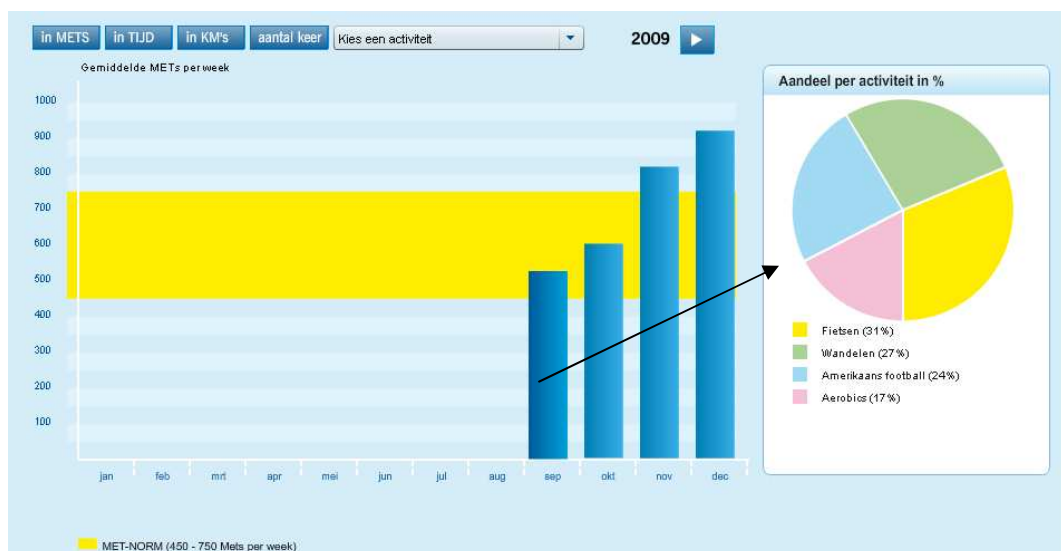 in METS in TIJD in KM's aantal keer Kies een activiteit 2009
Gemiddelde METs per week
1000
900
800
700
600
500
400
300
200
100
jan feb mrt apr mei jun jul aug sep okt nov dec
MET-NORM (450 - 750 Mets per week)
Aandeel per activiteit in %
Fietsen (31%)
Wandelen (27%)
Amerikaans football (24%)
Aerobics (17%)